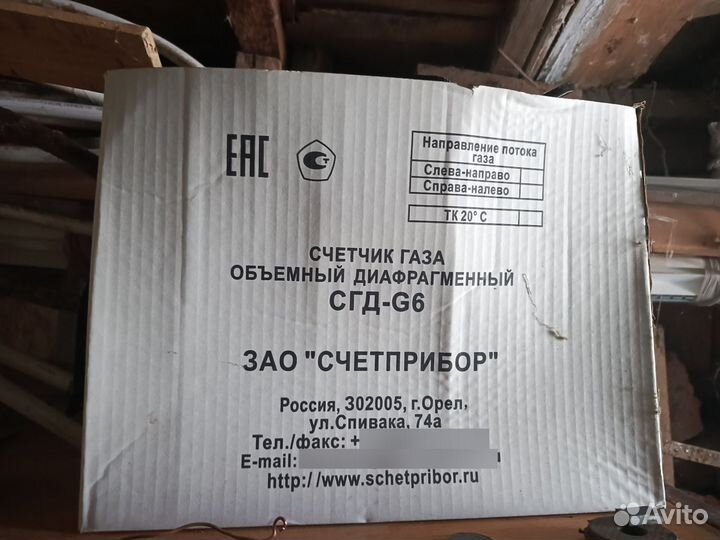 ЕАС
Ст
Направление потока
газа
Слева-направо
Справа-налево
ТК 20° С
СЧЕТЧИК ГАЗА
ОБЪЕМНЫЙ ДИАФРАГМЕННЫЙ
СГД-G6
ЗАО "СЧЕТПРИБОР"
Россия, 302005, г.Орел,
ул.Спивака, 74а
Тел./факс: +
E-mail:
http://www.schetpribor.ru
Avito